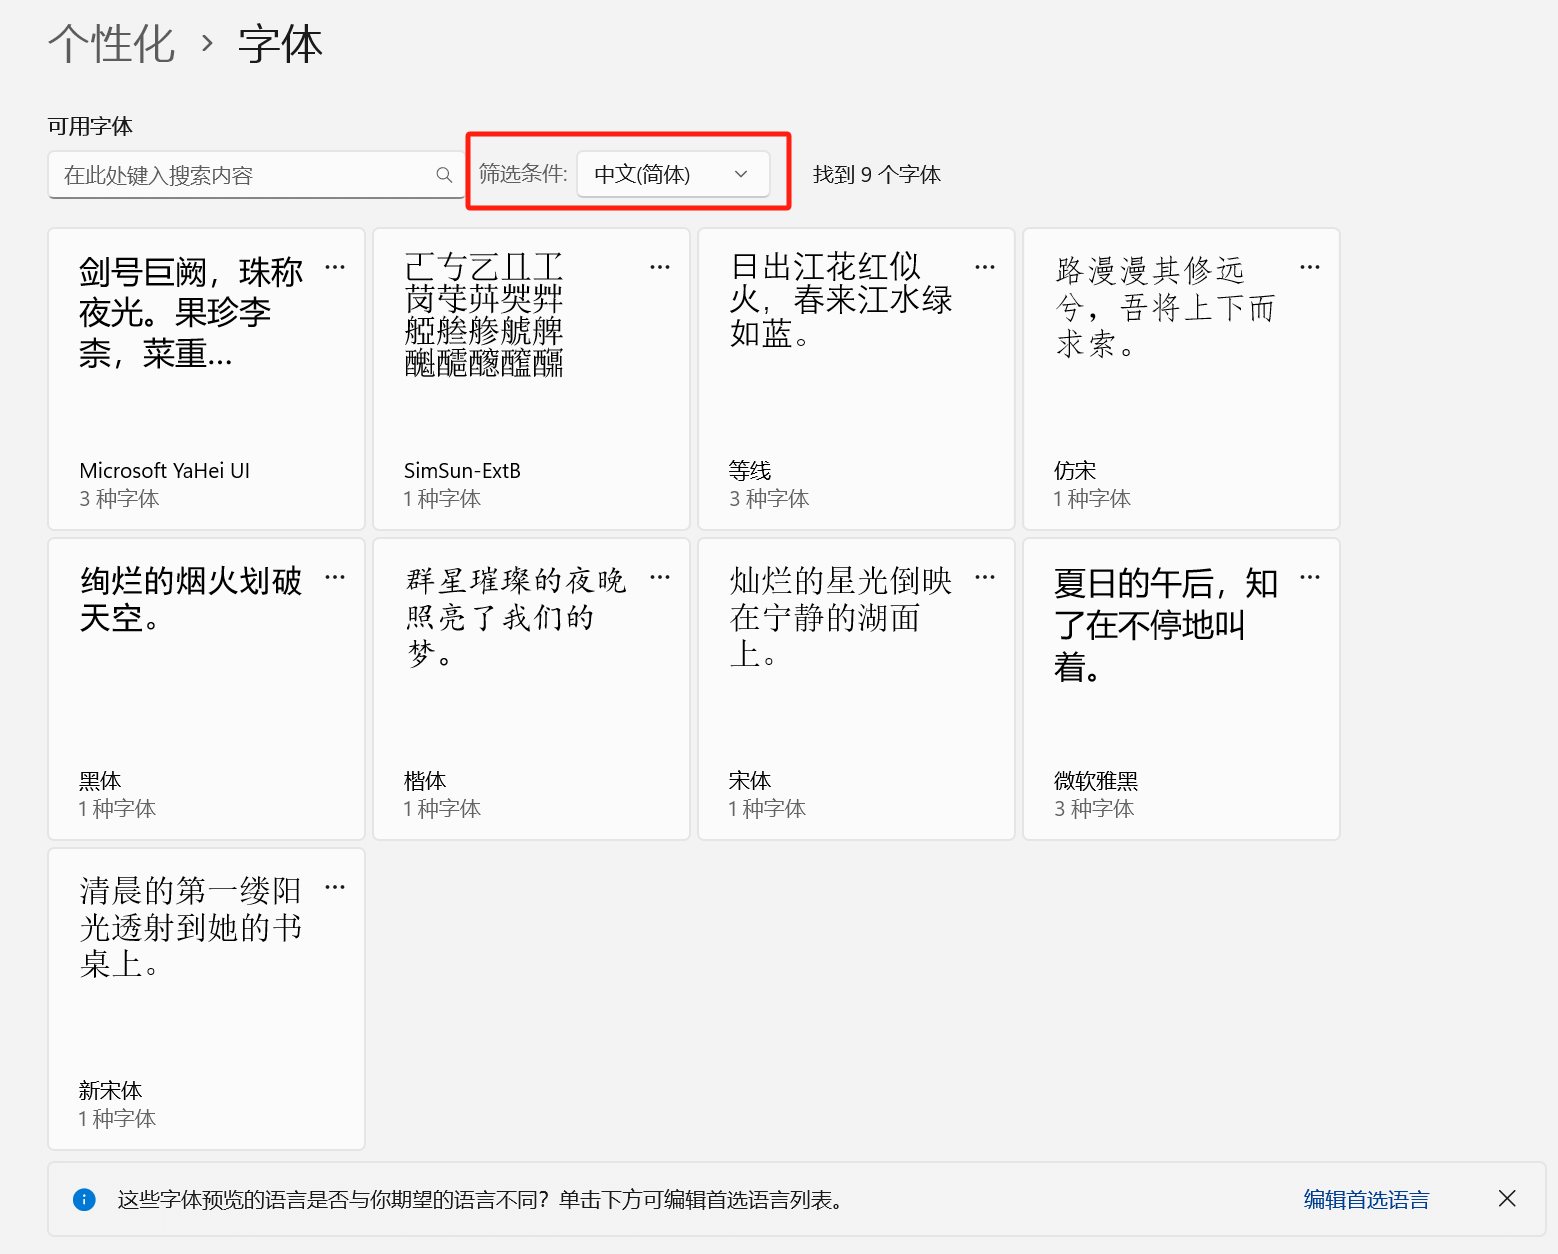 个性化 › 字体
可用字体
在此处键入搜索内容
筛选条件: 中文(简体)
找到 9 个字体
剑号巨阙，珠称
夜光。果珍李
柰，菜重...
Microsoft YaHei UI
3 种字体
SimSun-ExtB
1 种字体
日出江花红似
火，春来江水绿
如蓝。
等线
3 种字体
路漫漫其修远
兮，吾将上下而
求索。
仿宋
1 种字体
绚烂的烟火划破
天空。
黑体
1 种字体
群星璀璨的夜晚
照亮了我们的
梦。
楷体
1 种字体
灿烂的星光倒映
在宁静的湖面
上。
宋体
1 种字体
夏日的午后，知
了在不停地叫
着。
微软雅黑
3 种字体
清晨的第一缕阳
光透射到她的书
桌上。
新宋体
1 种字体
这些字体预览的语言是否与你期望的语言不同？单击下方可编辑首选语言列表。
编辑首选语言